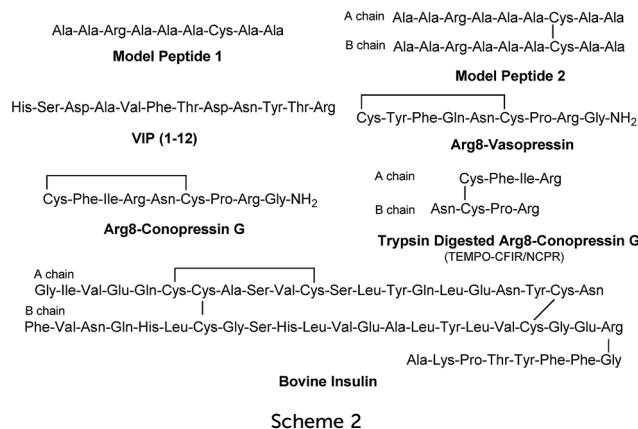 Ala-Ala-Arg-Ala-Ala-Ala-Cys-Ala-Ala
Model Peptide 1
A chain
Ala-Ala-Arg-Ala-Ala-Ala-Cys-Ala-Ala
B chain
Ala-Ala-Arg-Ala-Ala-Ala-Cys-Ala-Ala
Model Peptide 2
His-Ser-Asp-Ala-Val-Phe-Thr-Asp-Asn-Tyr-Thr-Arg
VIP (1-12)
Cys-Tyr-Phe-Gln-Asn-Cys-Pro-Arg-Gly-NH2
Arg8-Vasopressin
Cys-Phe-Ile-Arg-Asn-Cys-Pro-Arg-Gly-NH2
Arg8-Conopressin G
A chain
Cys-Phe-Ile-Arg
B chain
Asn-Cys-Pro-Arg
Trypsin Digested Arg8-Conopressin G
(TEMPO-CFIR/NCPR)
A chain
Gly-Ile-Val-Glu-Gln-Cys-Cys-Ala-Ser-Val-Cys-Ser-Leu-Tyr-Gln-Leu-Glu-Asn-Tyr-Cys-Asn
B chain
Phe-Val-Asn-Gln-His-Leu-Cys-Gly-Ser-His-Leu-Val-Glu-Ala-Leu-Tyr-Leu-Val-Cys-Gly-Glu-Arg
Ala-Lys-Pro-Thr-Tyr-Phe-Phe-Gly
Bovine Insulin
Scheme 2